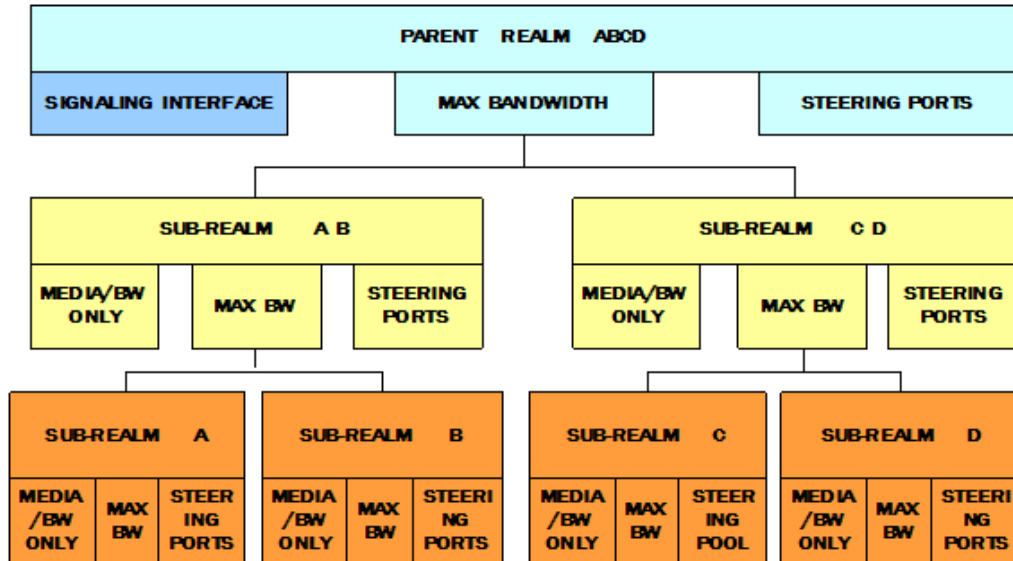 PARENT REALM ABCD
SIGNALING INTERFACE
MAX BANDWIDTH
STEERING PORTS
SUB-REALM A B
SUB-REALM C D
MEDIA/BW
ONLY
MAX BW
STEERING
PORTS
MEDIA/BW
ONLY
MAX BW
STEERING
PORTS
SUB-REALM A
SUB-REALM B
SUB-REALM C
SUB-REALM D
MEDIA
/BW
ONLY
MAX
BW
STEER
ING
PORTS
MEDIA
/BW
ONLY
MAX
BW
STEERI
NG
PORTS
MEDIA
/BW
ONLY
MAX
BW
STEER
ING
POOL
MEDIA
/BW
ONLY
MAX
BW
STEERI
NG
PORTS